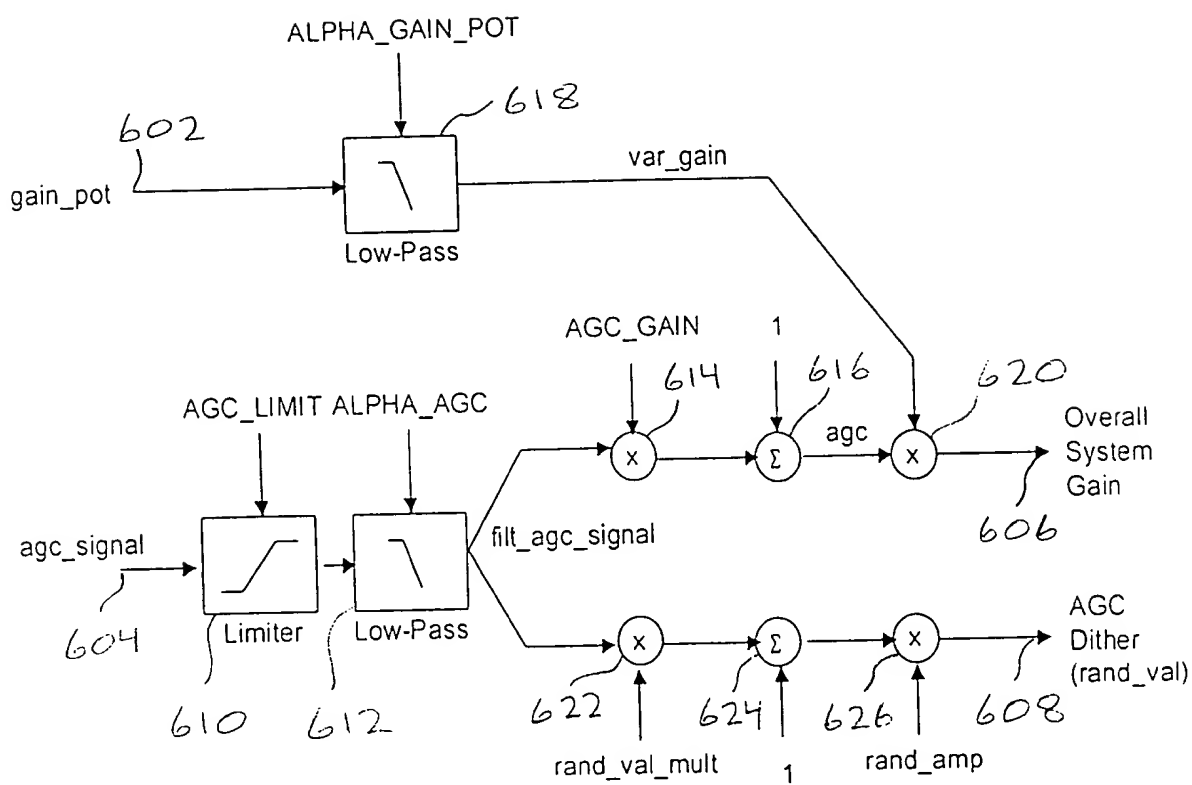 ALPHA_GAIN_POT
618
602
var_gain
gain_pot
Low-Pass
AGC_GAIN
1
614
616
620
AGC_LIMIT
ALPHA_AGC
agc
Overall
System
Gain
x
Σ
x
606
agc_signal
filt_agc_signal
604
Limiter
Low-Pass
610
612
x
Σ
x
AGC
Dither
(rand_val)
622
624
626
608
rand_val_mult
1
rand_amp